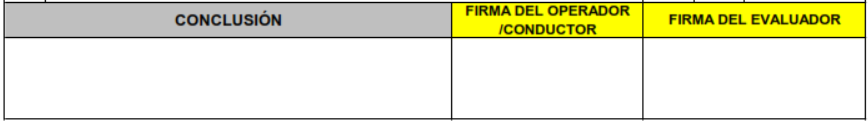 CONCLUSIÓN
FIRMA DEL OPERADOR
/CONDUCTOR
FIRMA DEL EVALUADOR